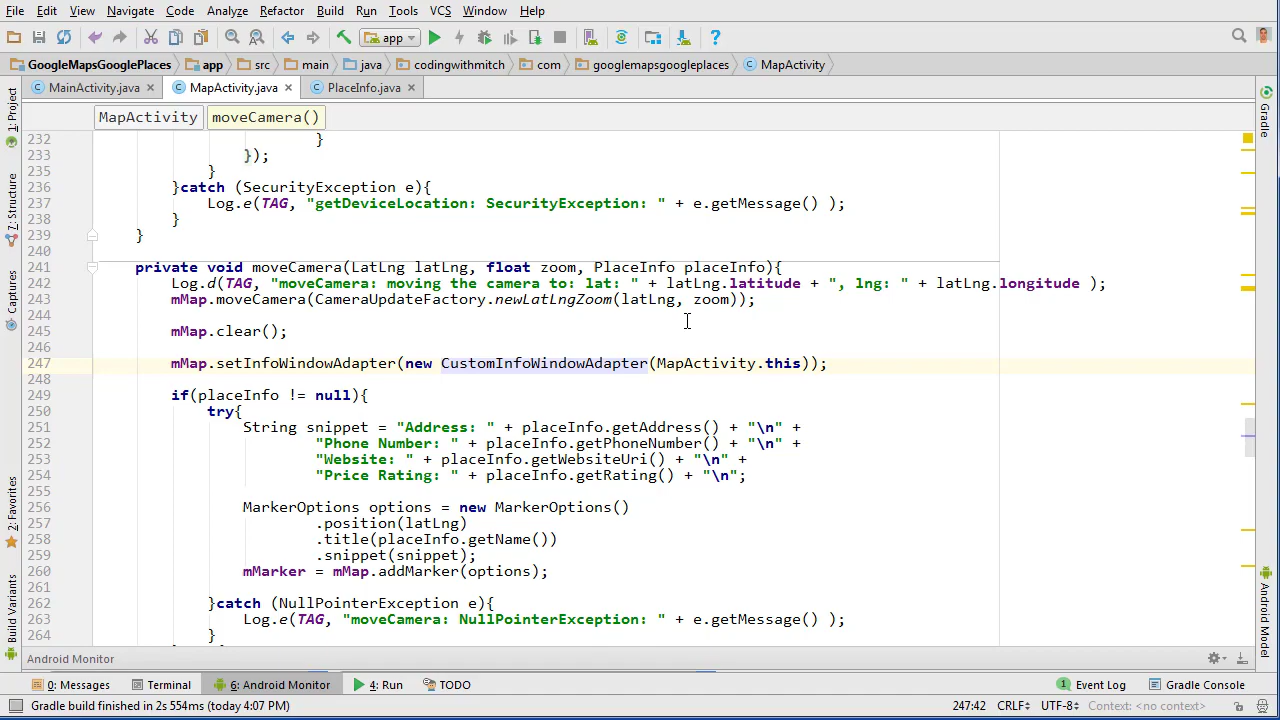 File Edit View Navigate Code Analyze Refactor Build Run Tools VCS Window Help
app
GoogleMapsGooglePlaces app src main java codingwithmitch com googlemapsgoogleplaces MapActivity
MainActivity.java MapActivity.java PlaceInfo.java
MapActivity moveCamera()
232 }
233 });
235 }
236 }catch (SecurityException e){
237 Log.e(TAG, "getDeviceLocation: SecurityException: " + e.getMessage() );
238 }
239 }
240
241 private void moveCamera(LatLng latLng, float zoom, PlaceInfo placeInfo){
242 Log.d(TAG, "moveCamera: moving the camera to: lat: " + latLng.latitude + ", lng: " + latLng.longitude );
243 mMap.moveCamera(CameraUpdateFactory.newLatLngZoom(latLng, zoom));
244
245 mMap.clear();
247 mMap.setInfoWindowAdapter(new CustomInfoWindowAdapter(MapActivity.this));
248
249 if(placeInfo != null){
250 try{
251 String snippet = "Address: " + placeInfo.getAddress() + "\n" +
252 "Phone Number: " + placeInfo.getPhoneNumber() + "\n" +
253 "Website: " + placeInfo.getWebsiteUri() + "\n" +
254 "Price Rating: " + placeInfo.getRating() + "\n";
255
256 MarkerOptions options = new MarkerOptions()
257 .position(latLng)
258 .title(placeInfo.getName())
259 .snippet(snippet);
260 mMarker = mMap.addMarker(options);
261
262 }catch (NullPointerException e){
263 Log.e(TAG, "moveCamera: NullPointerException: " + e.getMessage() );
264 }
1: Project
7: Structure
Captures
2: Favorites
Build Variants
Gradle
Android Model
Android Monitor
0: Messages Terminal 6: Android Monitor 4: Run TODO Event Log Gradle Console
Gradle build finished in 2s 554ms (today 4:07 PM) 247:42 CRLF UTF-8 Context: <no context>